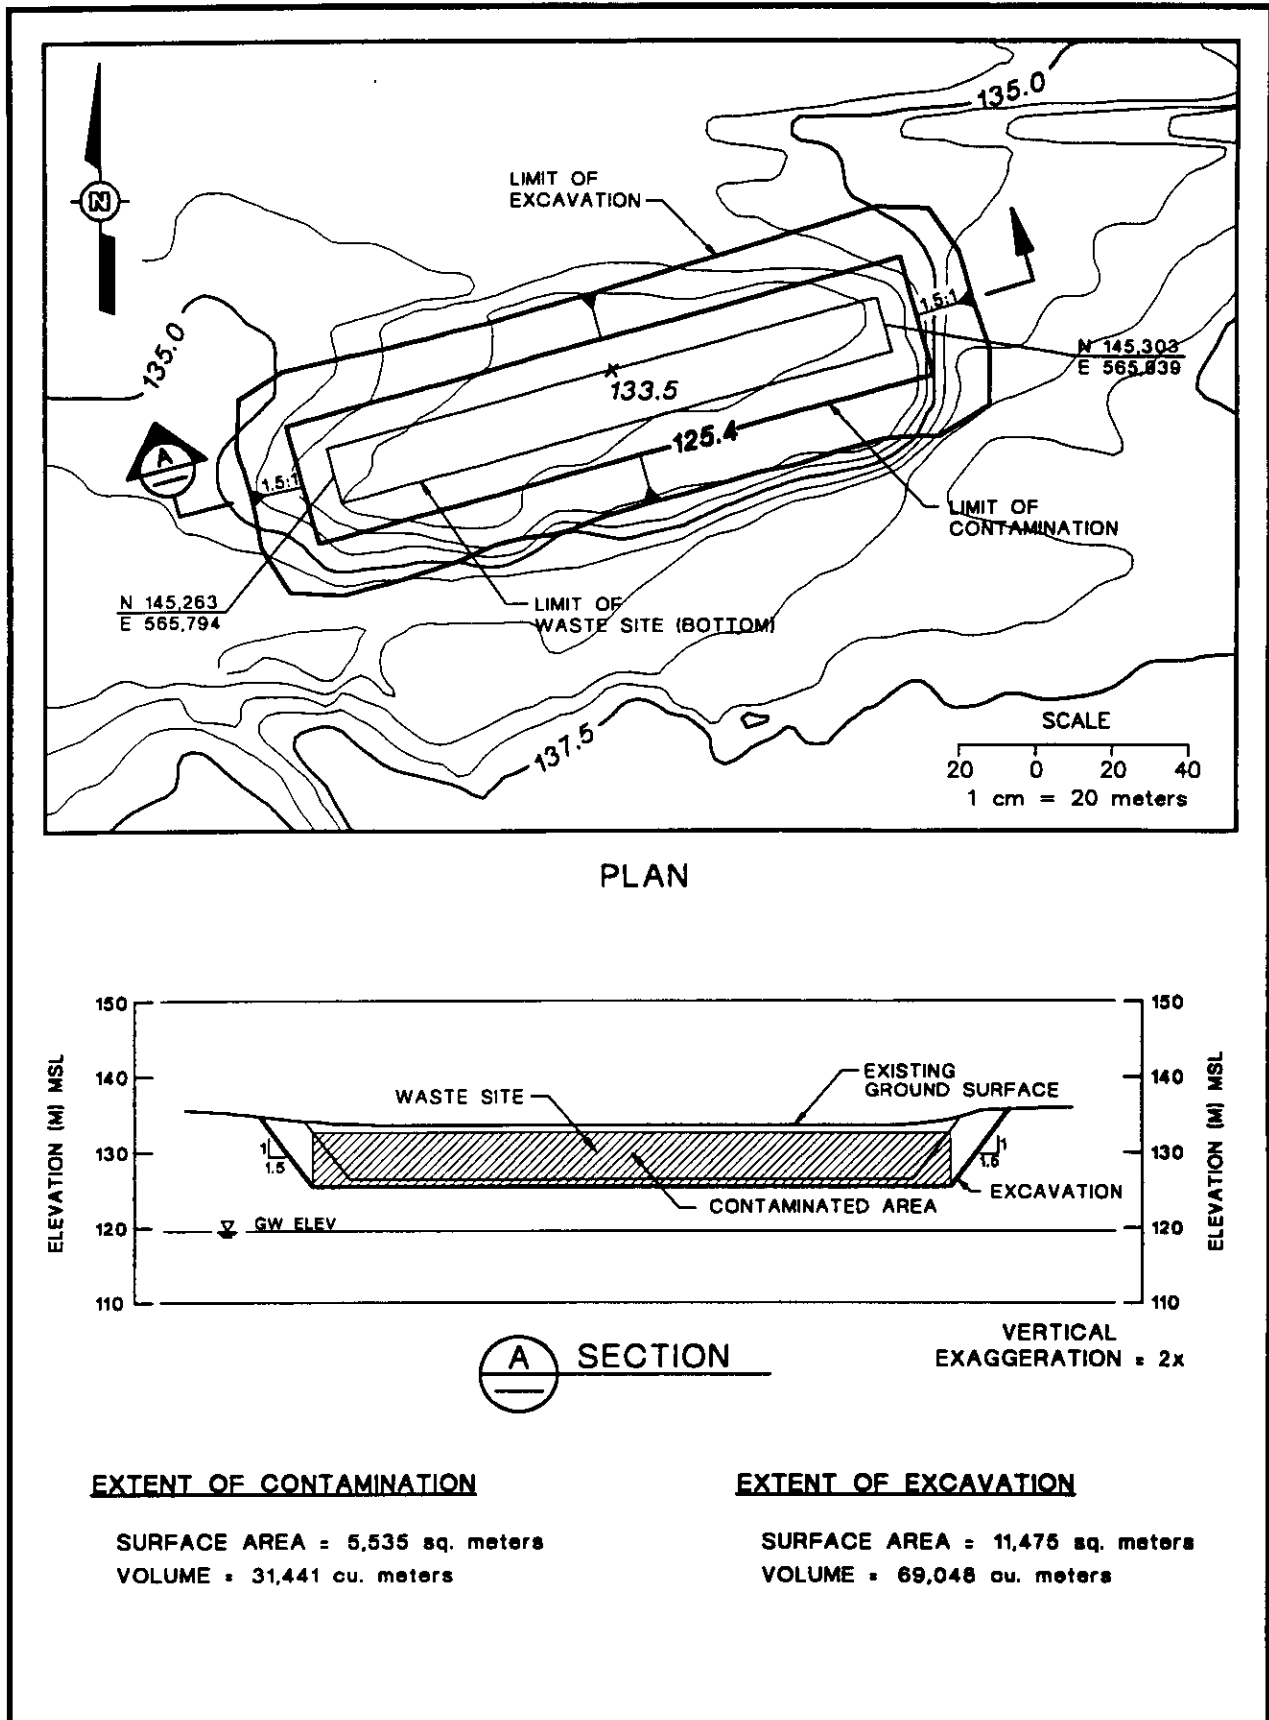 135.0
LIMIT OF
EXCAVATION
N
135.0
1.5:1
N 145,303
E 565,939
133.5
125.4
A
1.5:1
LIMIT OF
CONTAMINATION
N 145,263
E 565,794
LIMIT OF
WASTE SITE (BOTTOM)
137.5
SCALE
20 0 20 40
1 cm = 20 meters
PLAN
150 150
ELEVATION (M) MSL
ELEVATION (M) MSL
140 140
EXISTING
GROUND SURFACE
WASTE SITE
130 130
1
1.5
1
1.5
EXCAVATION
CONTAMINATED AREA
120 120
GW ELEV
110 110
A SECTION
VERTICAL
EXAGGERATION = 2x
EXTENT OF CONTAMINATION
SURFACE AREA = 5,535 sq. meters
VOLUME = 31,441 cu. meters
EXTENT OF EXCAVATION
SURFACE AREA = 11,475 sq. meters
VOLUME = 69,048 cu. meters